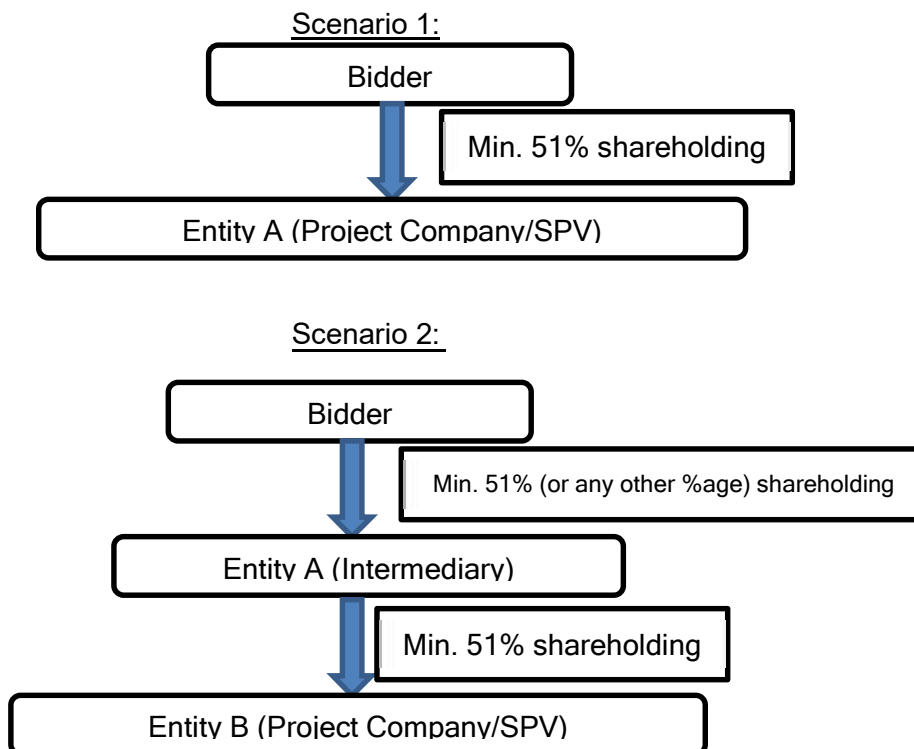 Scenario 1:
Bidder
Min. 51% shareholding
Entity A (Project Company/SPV)
Scenario 2:
Bidder
Min. 51% (or any other %age) shareholding
Entity A (Intermediary)
Min. 51% shareholding
Entity B (Project Company/SPV)